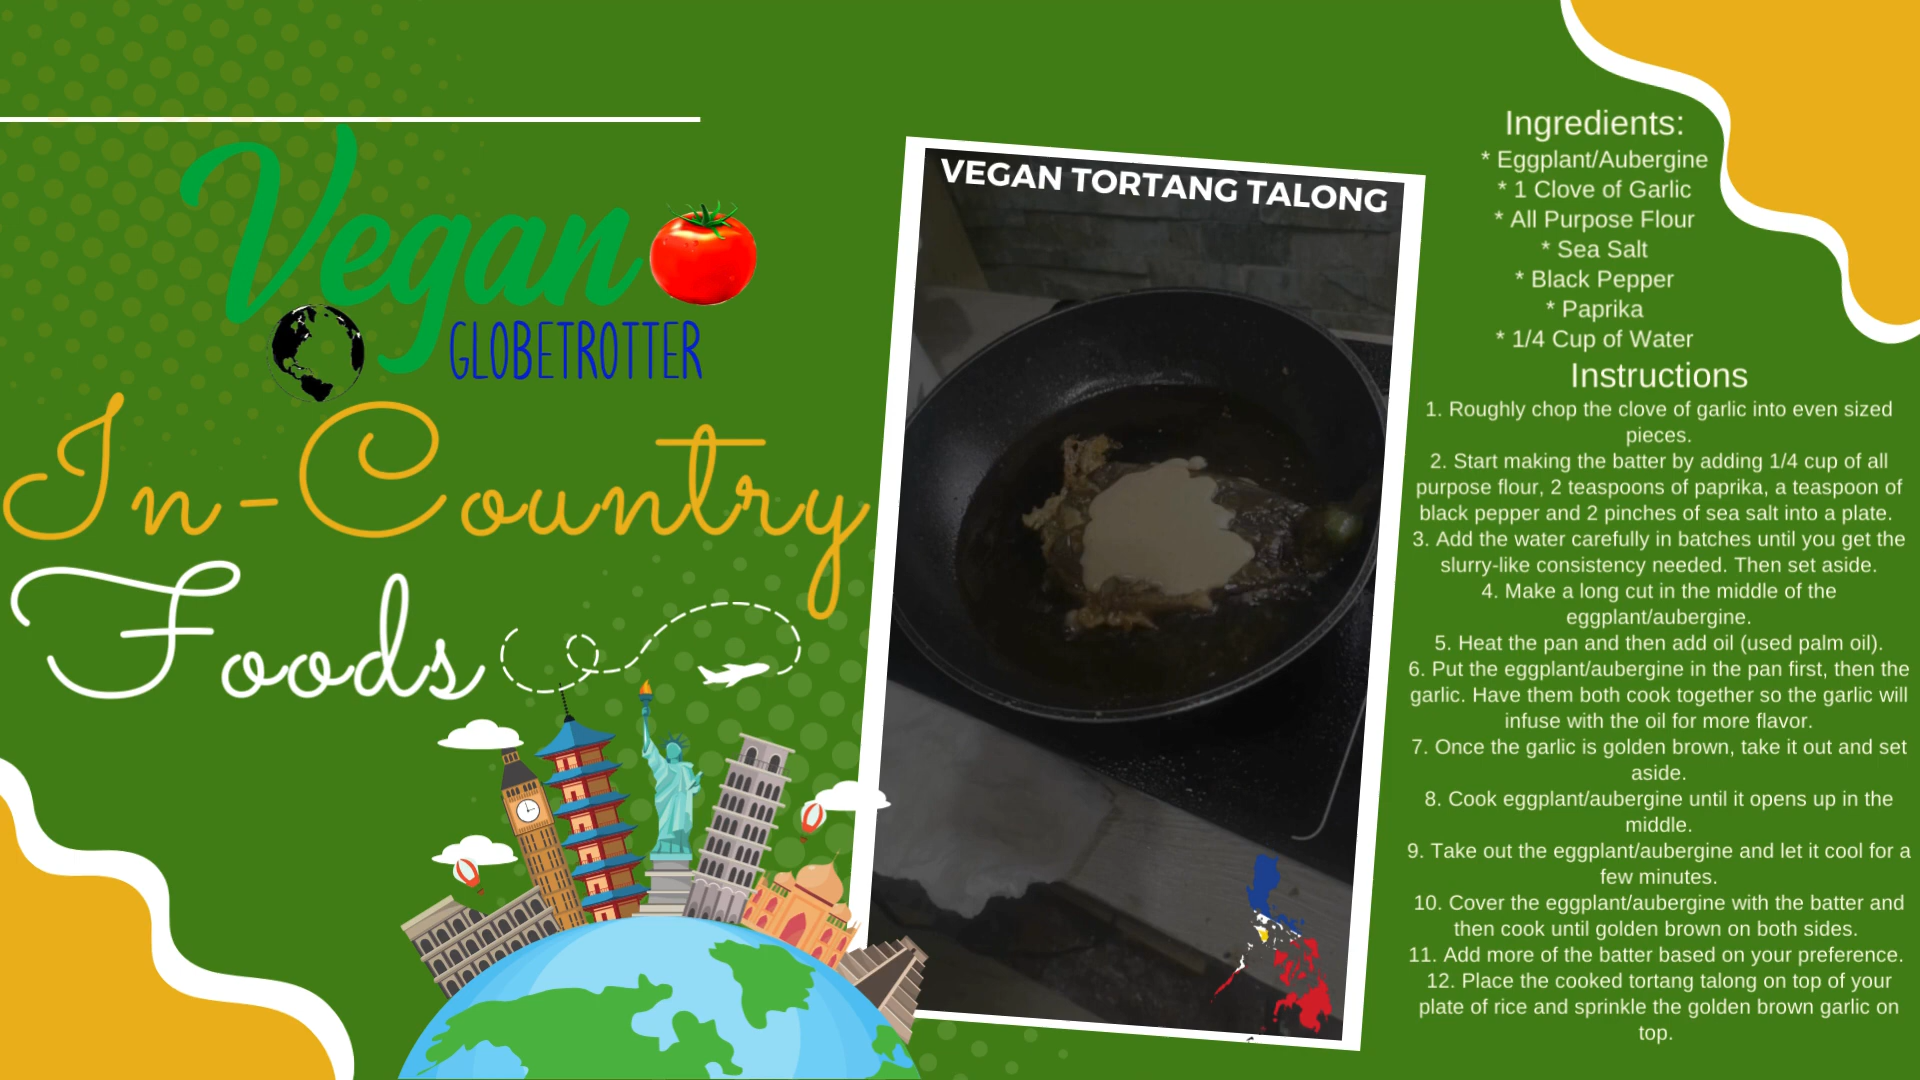 Vegan
GLOBETROTTER
In-Country
Foods
VEGAN TORTANG TALONG
Ingredients:
* Eggplant/Aubergine
* 1 Clove of Garlic
* All Purpose Flour
* Sea Salt
* Black Pepper
* Paprika
* 1/4 Cup of Water
Instructions
1. Roughly chop the clove of garlic into even sized
pieces.
2. Start making the batter by adding 1/4 cup of all
purpose flour, 2 teaspoons of paprika, a teaspoon of
black pepper and 2 pinches of sea salt into a plate.
3. Add the water carefully in batches until you get the
slurry-like consistency needed. Then set aside.
4. Make a long cut in the middle of the
eggplant/aubergine.
5. Heat the pan and then add oil (used palm oil).
6. Put the eggplant/aubergine in the pan first, then the
garlic. Have them both cook together so the garlic will
infuse with the oil for more flavor.
7. Once the garlic is golden brown, take it out and set
aside.
8. Cook eggplant/aubergine until it opens up in the
middle.
9. Take out the eggplant/aubergine and let it cool for a
few minutes.
10. Cover the eggplant/aubergine with the batter and
then cook until golden brown on both sides.
11. Add more of the batter based on your preference.
12. Place the cooked tortang talong on top of your
plate of rice and sprinkle the golden brown garlic on
top.